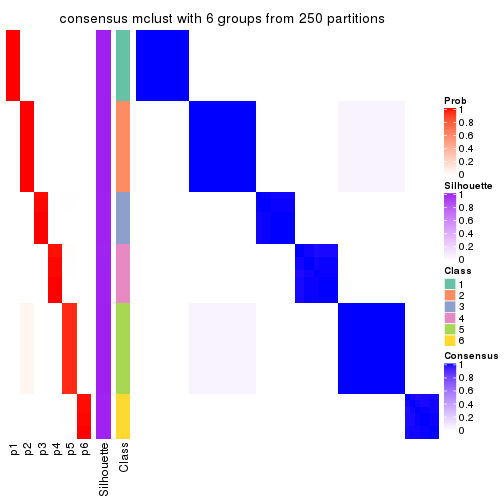 consensus mclust with 6 groups from 250 partitions
Prob
1
0.8
0.6
0.4
0.2
0
Silhouette
1
0.8
0.6
0.4
0.2
0
Class
1
2
3
4
5
6
Consensus
1
0.8
0.6
0.4
0.2
0
p1
p2
p3
p4
p5
p6
Silhouette
Class